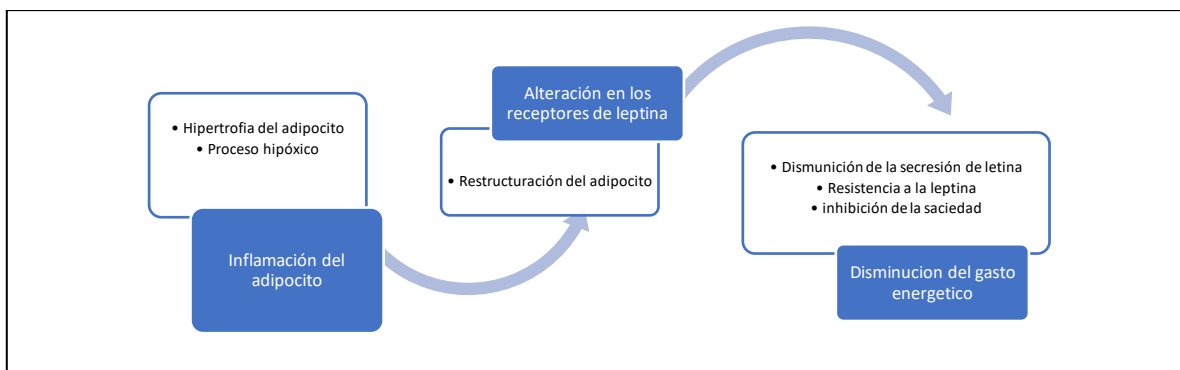 • Hipertrofia del adipocito
• Proceso hipóxico
Inflamación del
adipocito
Alteración en los
receptores de leptina
• Restructuración del adipocito
• Dismunición de la secresión de letina
• Resistencia a la leptina
• inhibición de la saciedad
Disminucion del gasto
energetico